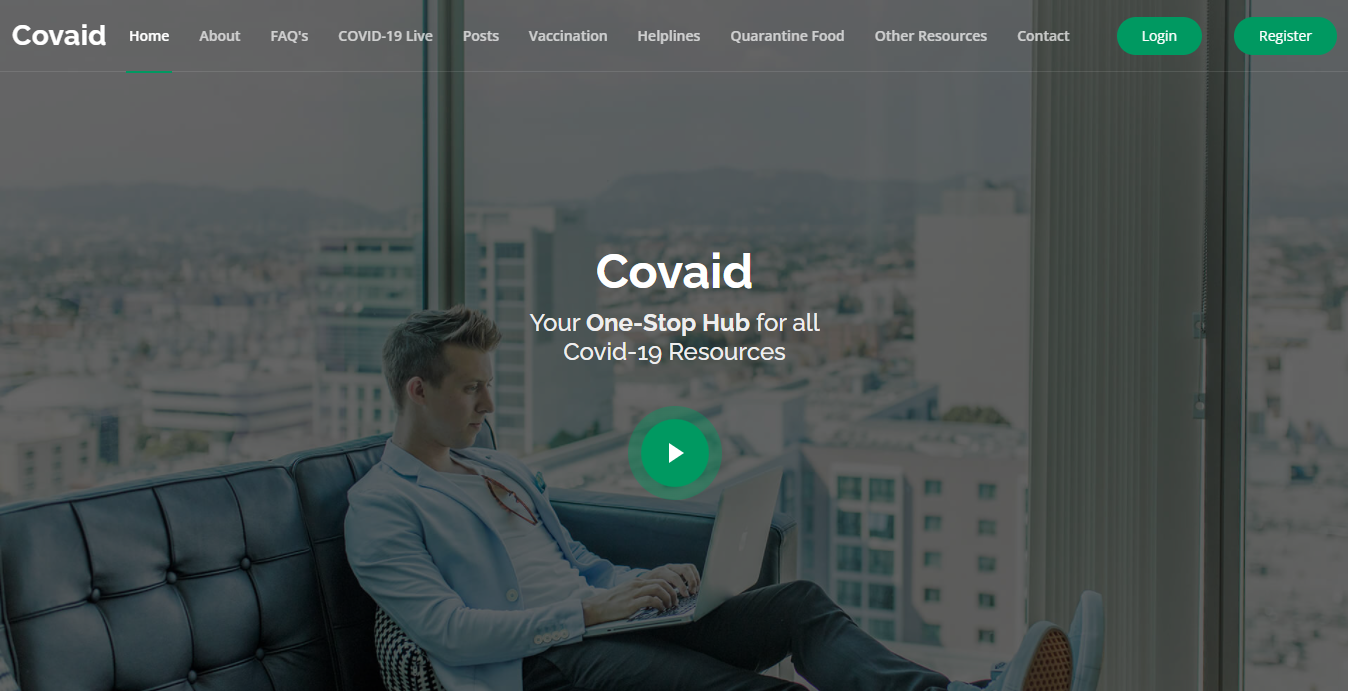 Covaid Home About FAQ's COVID-19 Live Posts Vaccination Helplines Quarantine Food Other Resources Contact Login Register
Covaid
Your One-Stop Hub for all
Covid-19 Resources